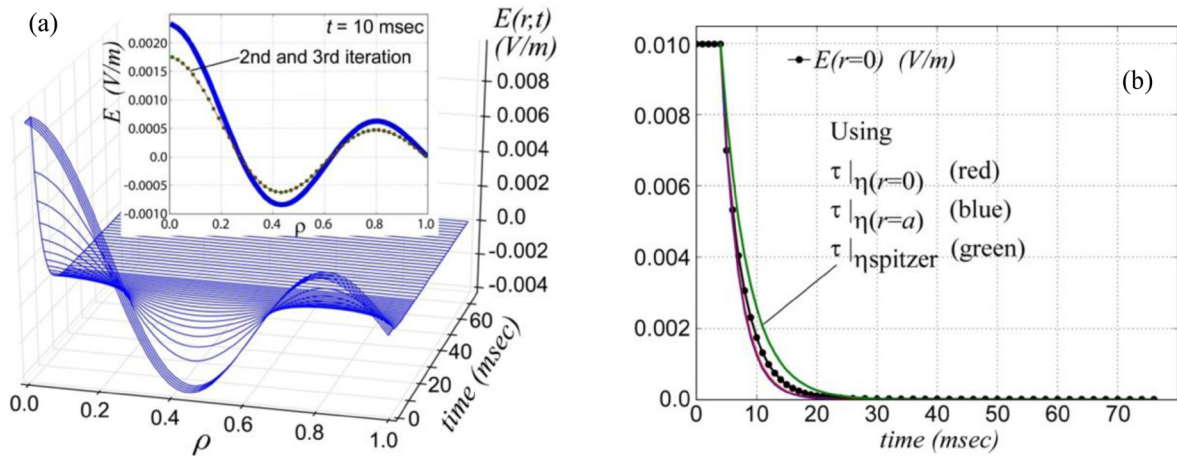 (a)
E(r,t)
(V/m)
t = 10 msec
2nd and 3rd iteration
E (V/m)
0.0020
0.0015
0.0010
0.0005
0.0
-0.0005
-0.0010
0.0 0.2 0.4 0.6 0.8 1.0
ρ
0.008
0.006
0.004
0.002
0.0
-0.002
-0.004
60
40
20
0
time (msec)
0.0 0.2 0.4 0.6 0.8 1.0
ρ
(b)
E(r=0) (V/m)
Using
τ |η(r=0) (red)
τ |η(r=a) (blue)
τ |ηspitzer (green)
0.010
0.008
0.006
0.004
0.002
0.0
0 10 20 30 40 50 60 70
time (msec)